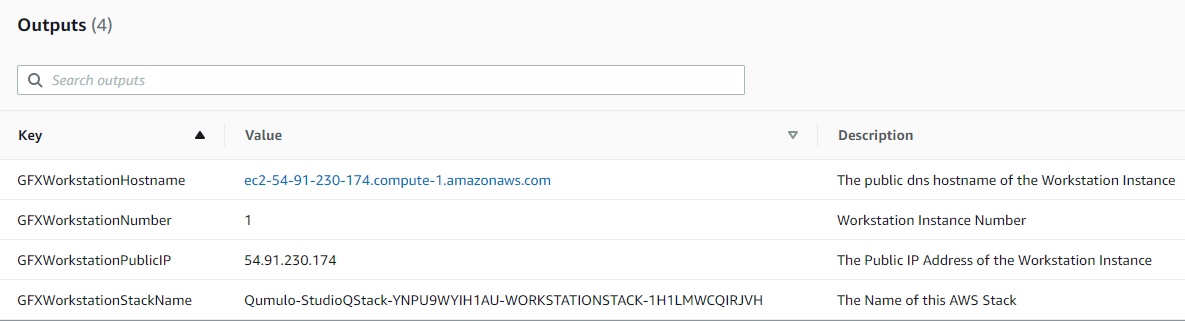 Outputs (4)
Search outputs
Key Value Description
GFXWorkstationHostname ec2-54-91-230-174.compute-1.amazonaws.com The public dns hostname of the Workstation Instance
GFXWorkstationNumber 1 Workstation Instance Number
GFXWorkstationPublicIP 54.91.230.174 The Public IP Address of the Workstation Instance
GFXWorkstationStackName Qumulo-StudioQStack-YNPU9WYIH1AU-WORKSTATIONSTACK-1H1LMWCQIRJVH The Name of this AWS Stack